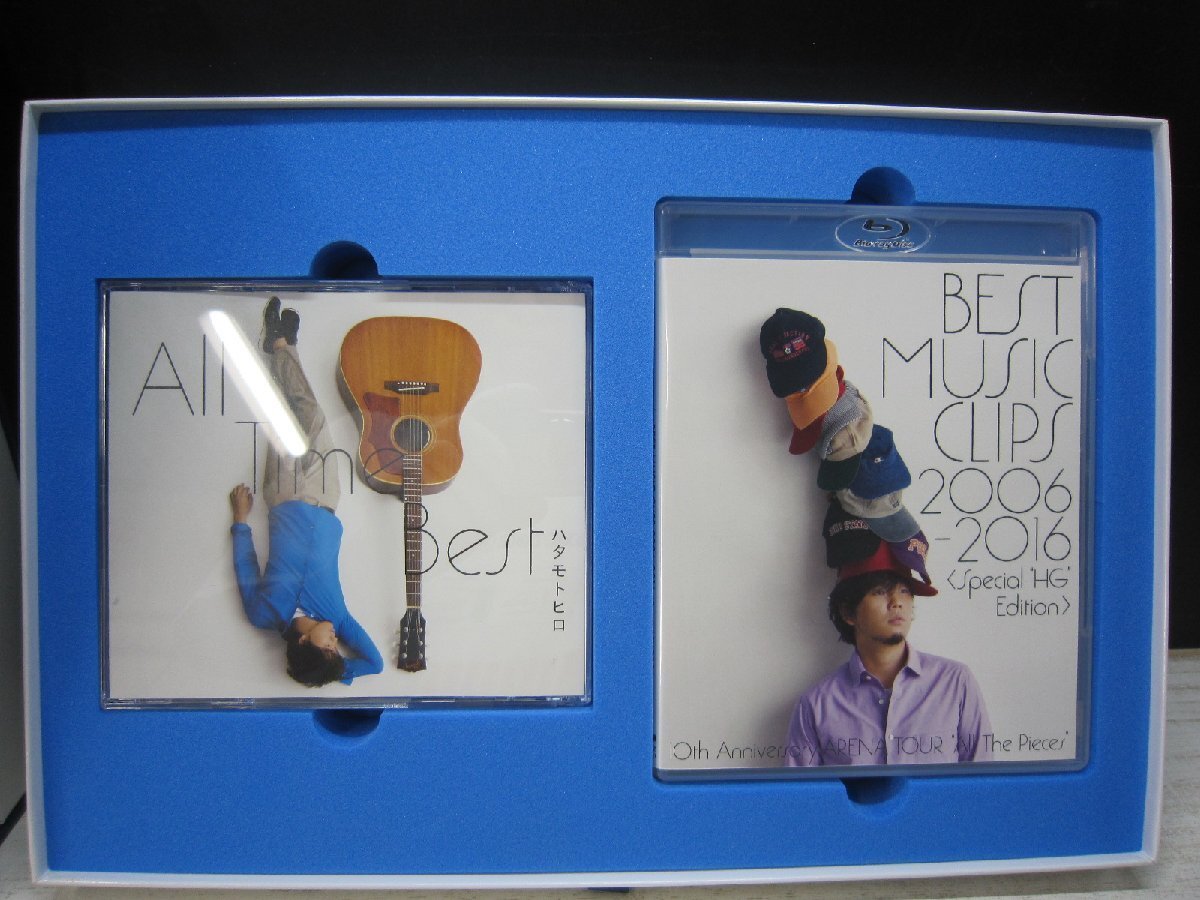 All
Time
Best
ハタモトヒロ
Blu-ray Disc
BEST
MUSIC
CLIPS
2006
-2016
<Special 'HG'
Edition>
10th Anniversary ARENA TOUR 'All The Pieces'